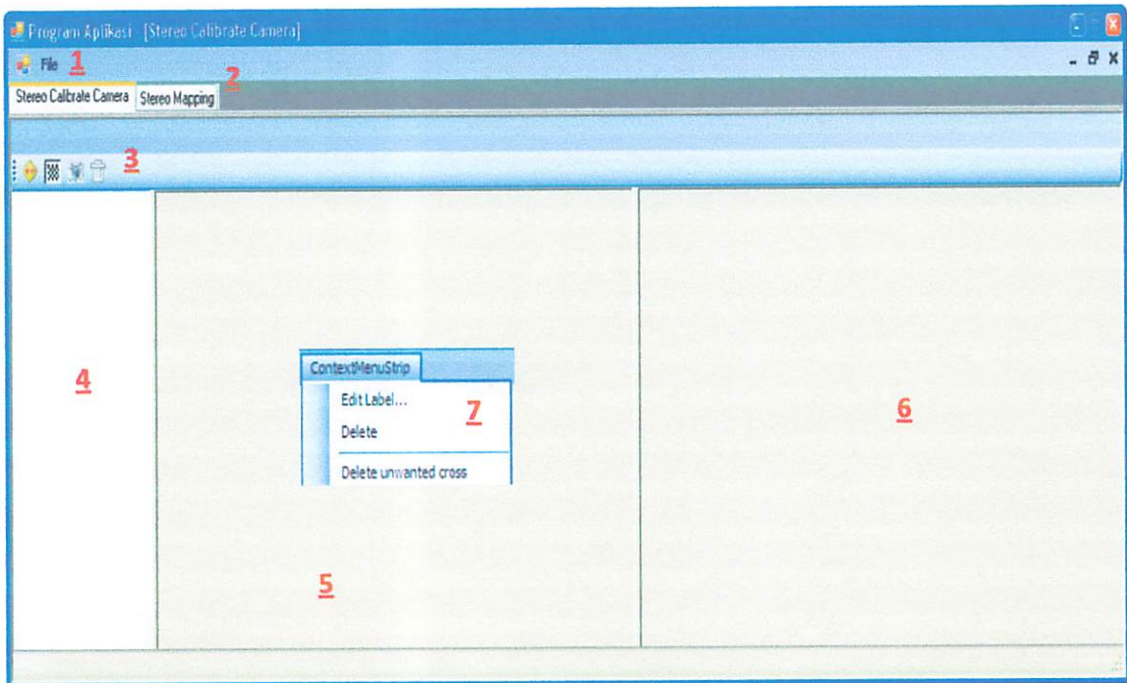 Program Aplikasi - [Stereo Calibrate Camera]
File 1
2
Stereo Calibrate Camera Stereo Mapping
3
4
ContextMenuStrip
Edit Label...
7
Delete
Delete unwanted cross
5
6